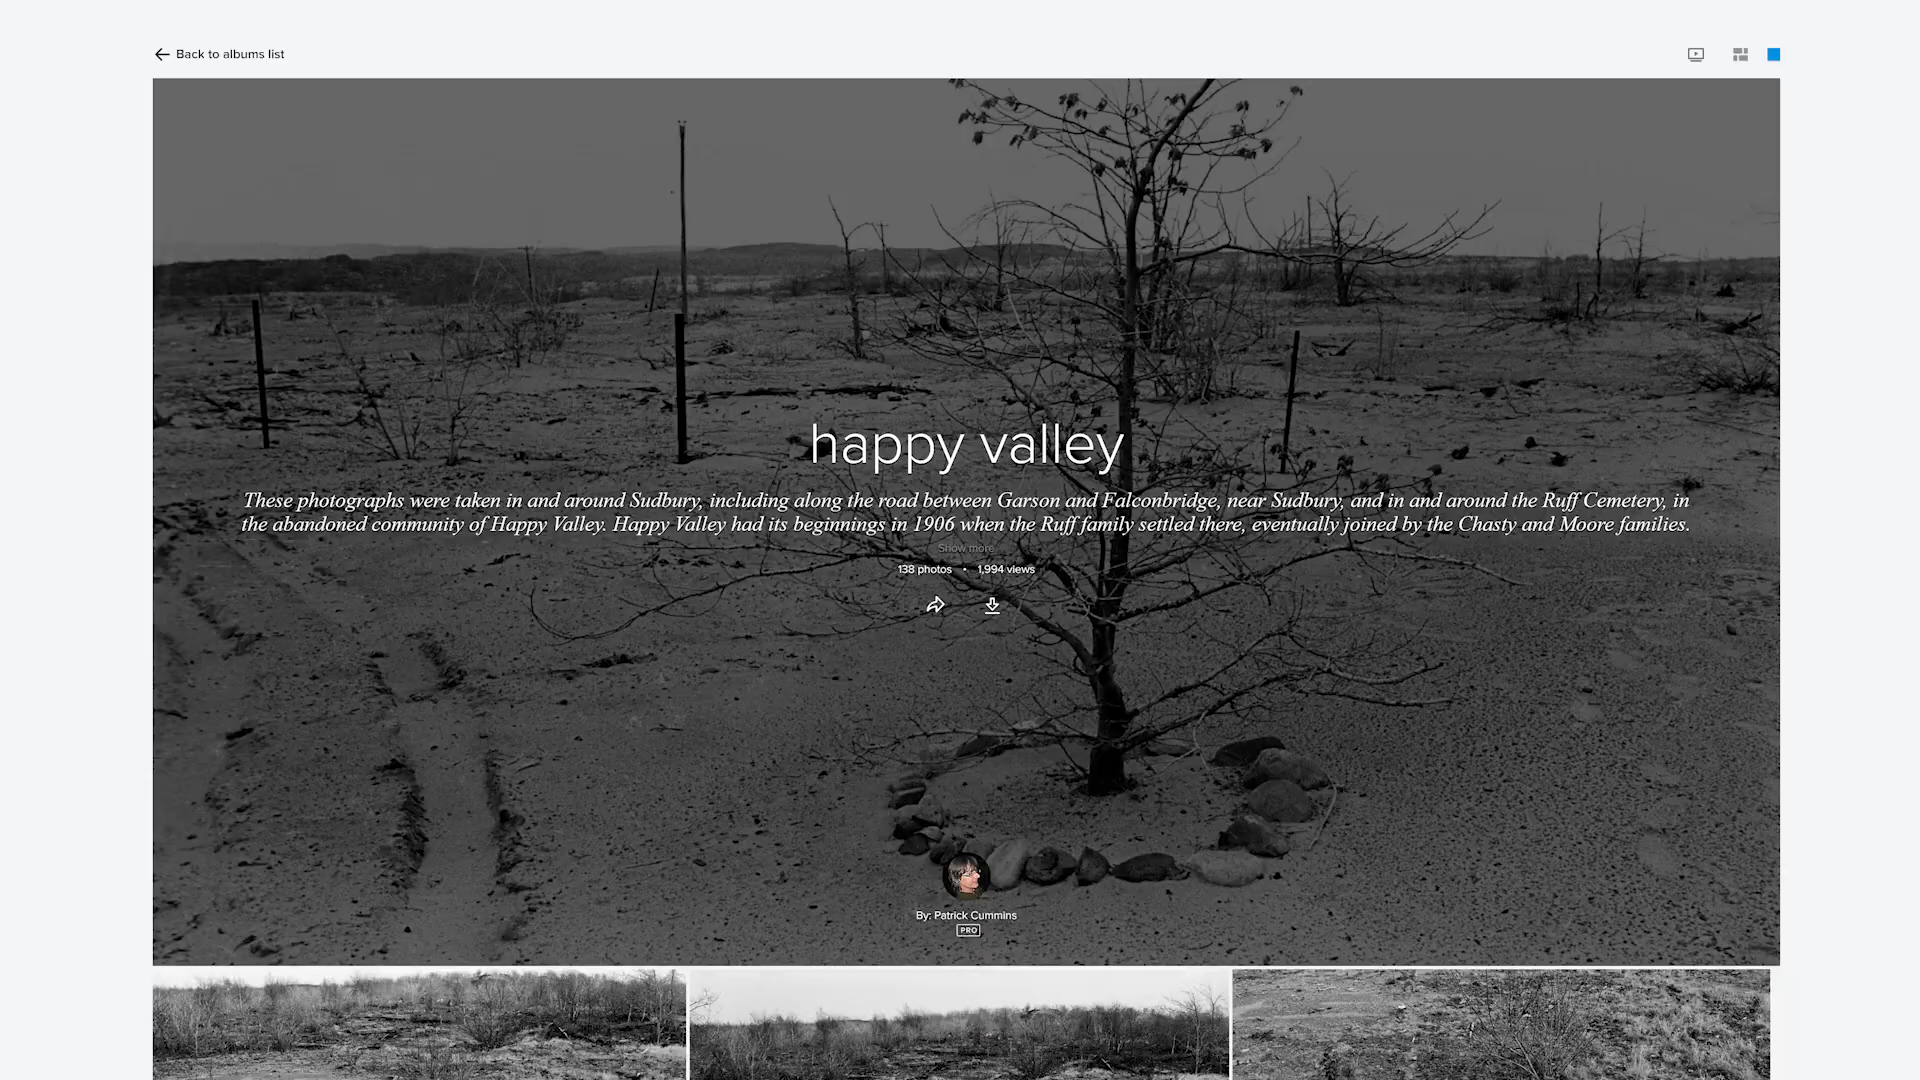 Back to albums list
happy valley
These photographs were taken in and around Sudbury, including along the road between Garson and Falconbridge, near Sudbury, and in and around the Ruff Cemetery, in
the abandoned community of Happy Valley. Happy Valley had its beginnings in 1906 when the Ruff family settled there, eventually joined by the Chasty and Moore families.
Show more
138 photos • 1,994 views
By: Patrick Cummins
PRO